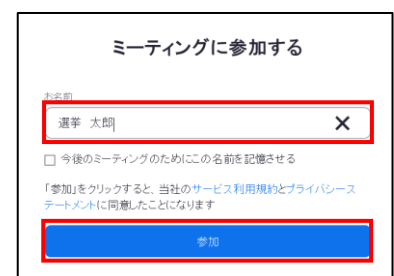 ミーティングに参加する
お名前
選挙 太郎
今後のミーティングのためにこの名前を記憶させる
「参加」をクリックすると、当社のサービス利用規約とプライバシース
テートメントに同意したことになります
参加